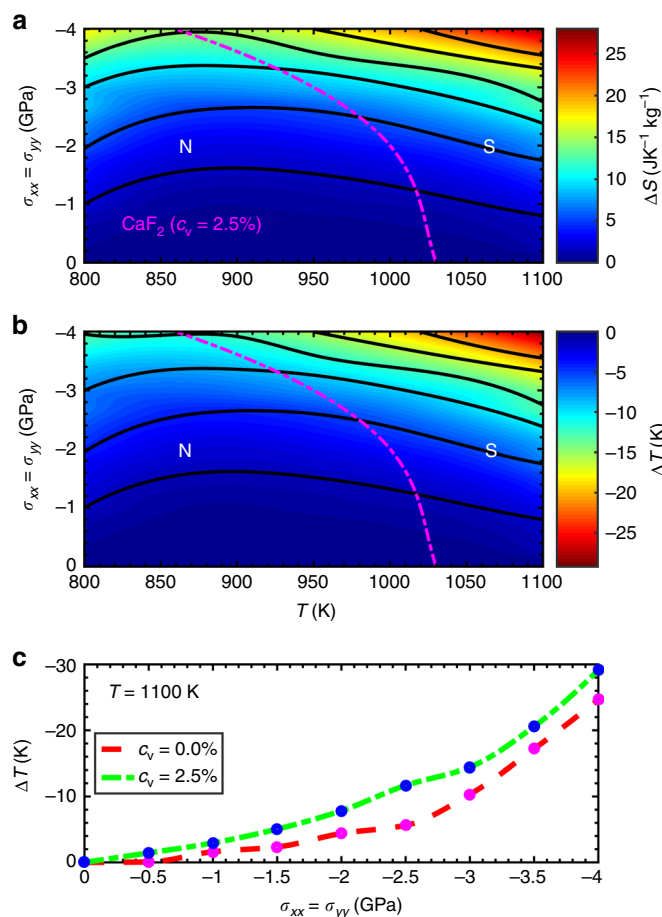 a
–4
–3
–2
–1
0
σxx = σyy (GPa)
N
S
CaF2 (cv = 2.5%)
800
850
900
950
1000
1050
1100
25
20
15
10
5
0
ΔS (JK⁻¹ kg⁻¹)
b
–4
–3
–2
–1
0
σxx = σyy (GPa)
N
S
800
850
900
950
1000
1050
1100
T (K)
0
–5
–10
–15
–20
–25
ΔT (K)
c
–30
–20
–10
0
ΔT (K)
T = 1100 K
cv = 0.0%
cv = 2.5%
0
–0.5
–1
–1.5
–2
–2.5
–3
–3.5
–4
σxx = σyy (GPa)